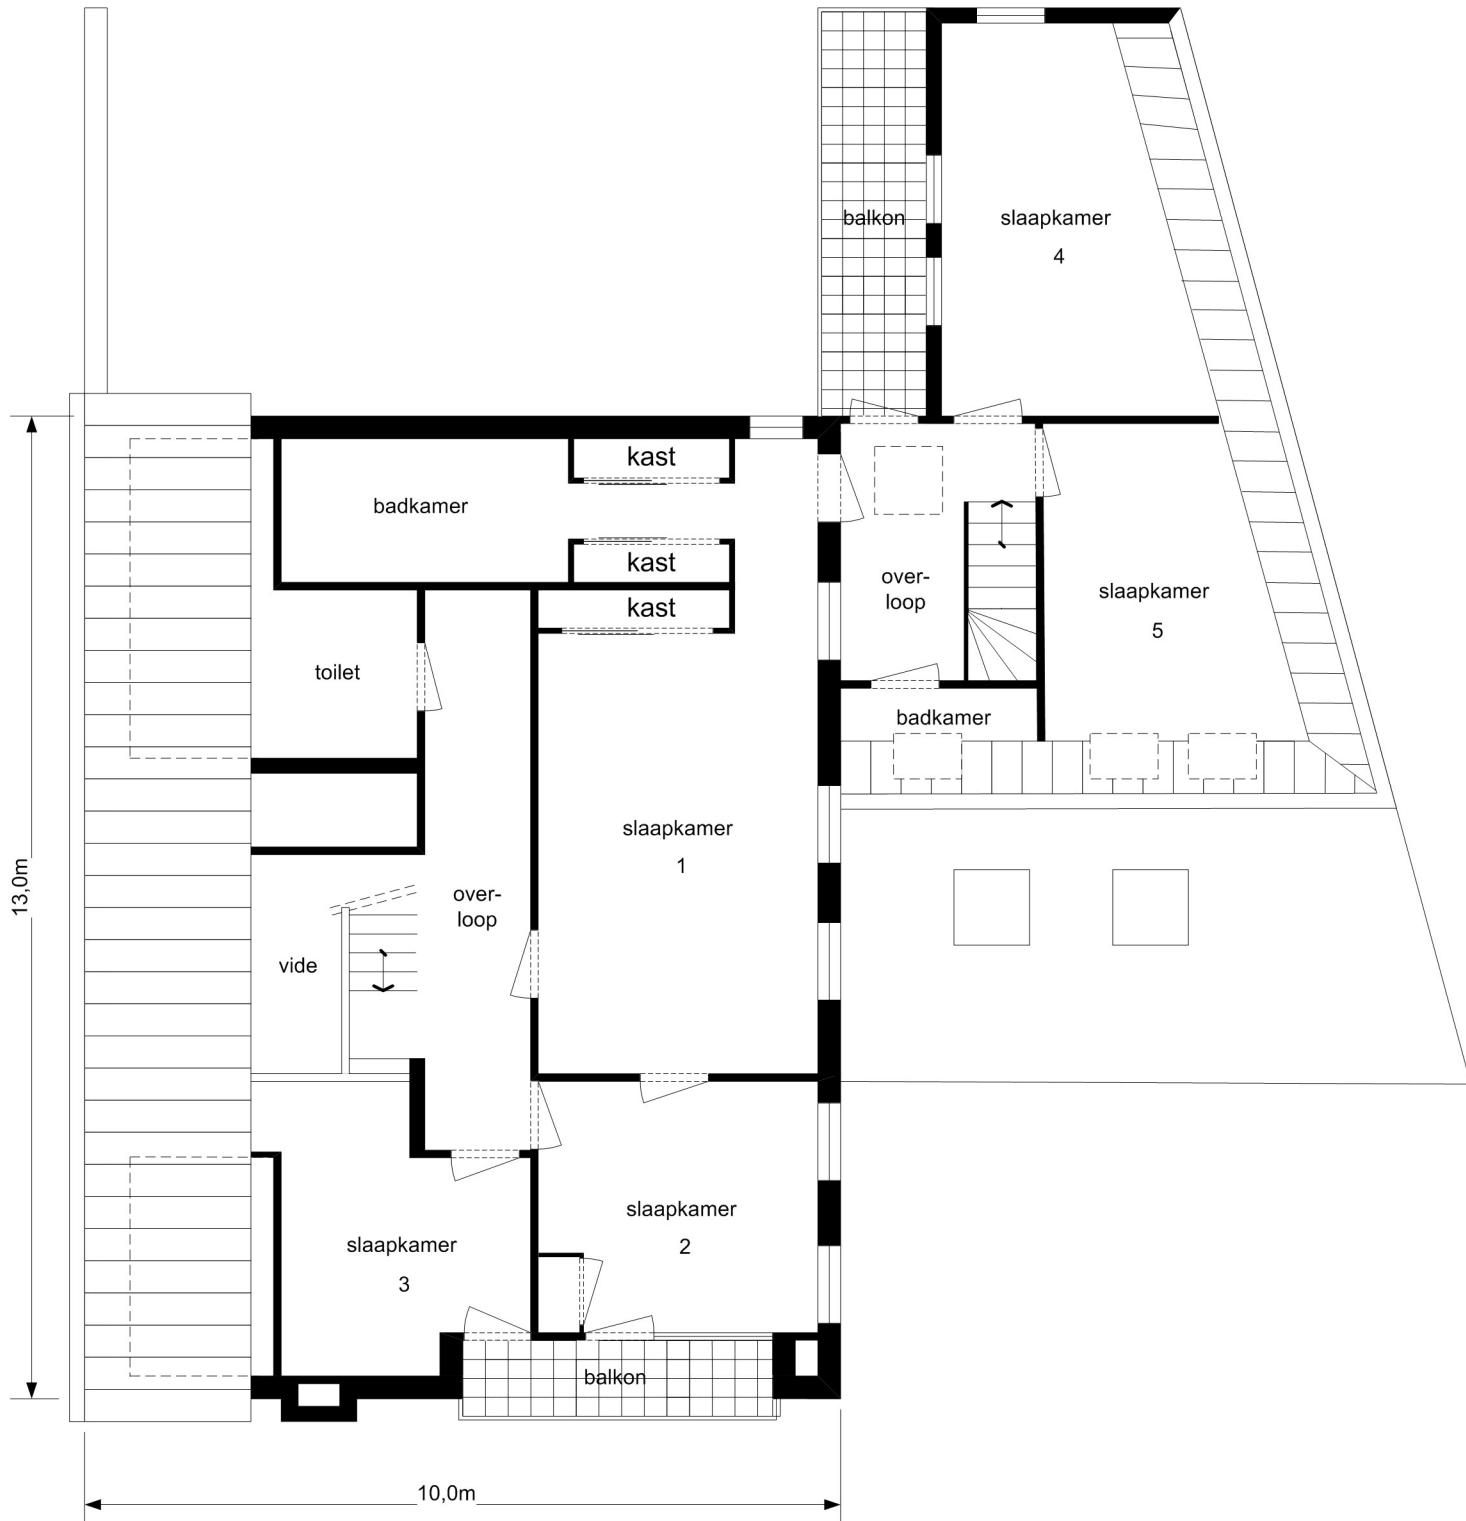 balkon
slaapkamer
4
kast
badkamer
kast
kast
over-
loop
slaapkamer
5
toilet
badkamer
slaapkamer
1
13,0m
over-
loop
vide
slaapkamer
2
slaapkamer
3
balkon
10,0m